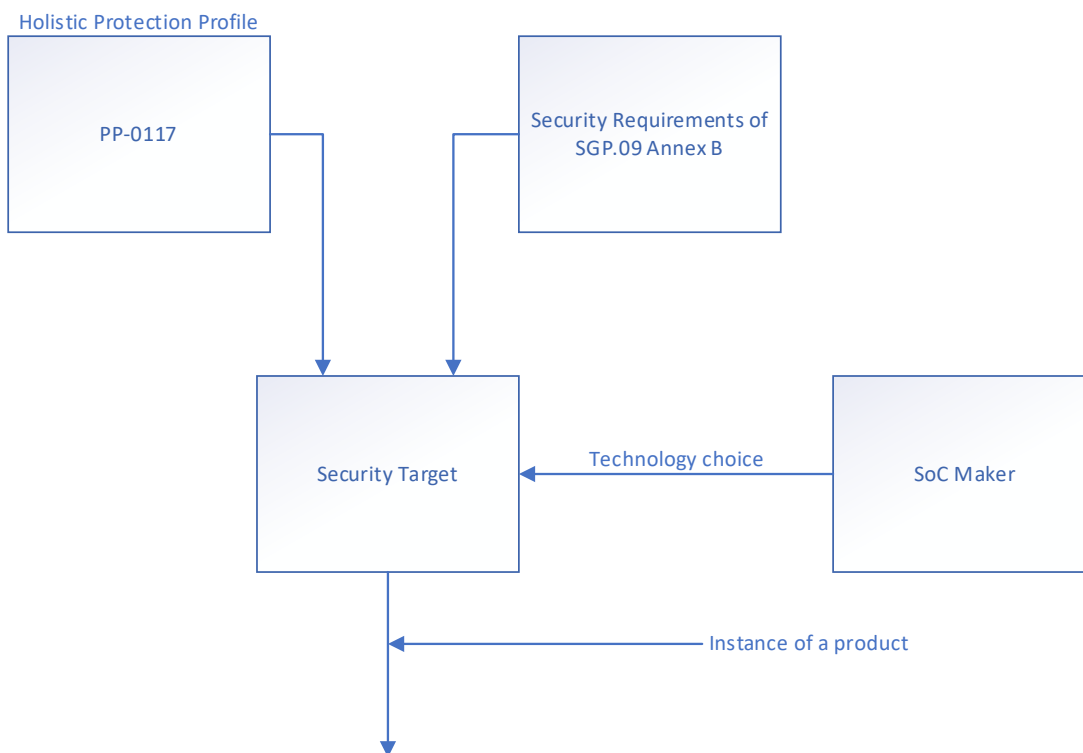 Holistic Protection Profile
PP-0117
Security Requirements of
SGP.09 Annex B
Security Target
Technology choice
SoC Maker
Instance of a product